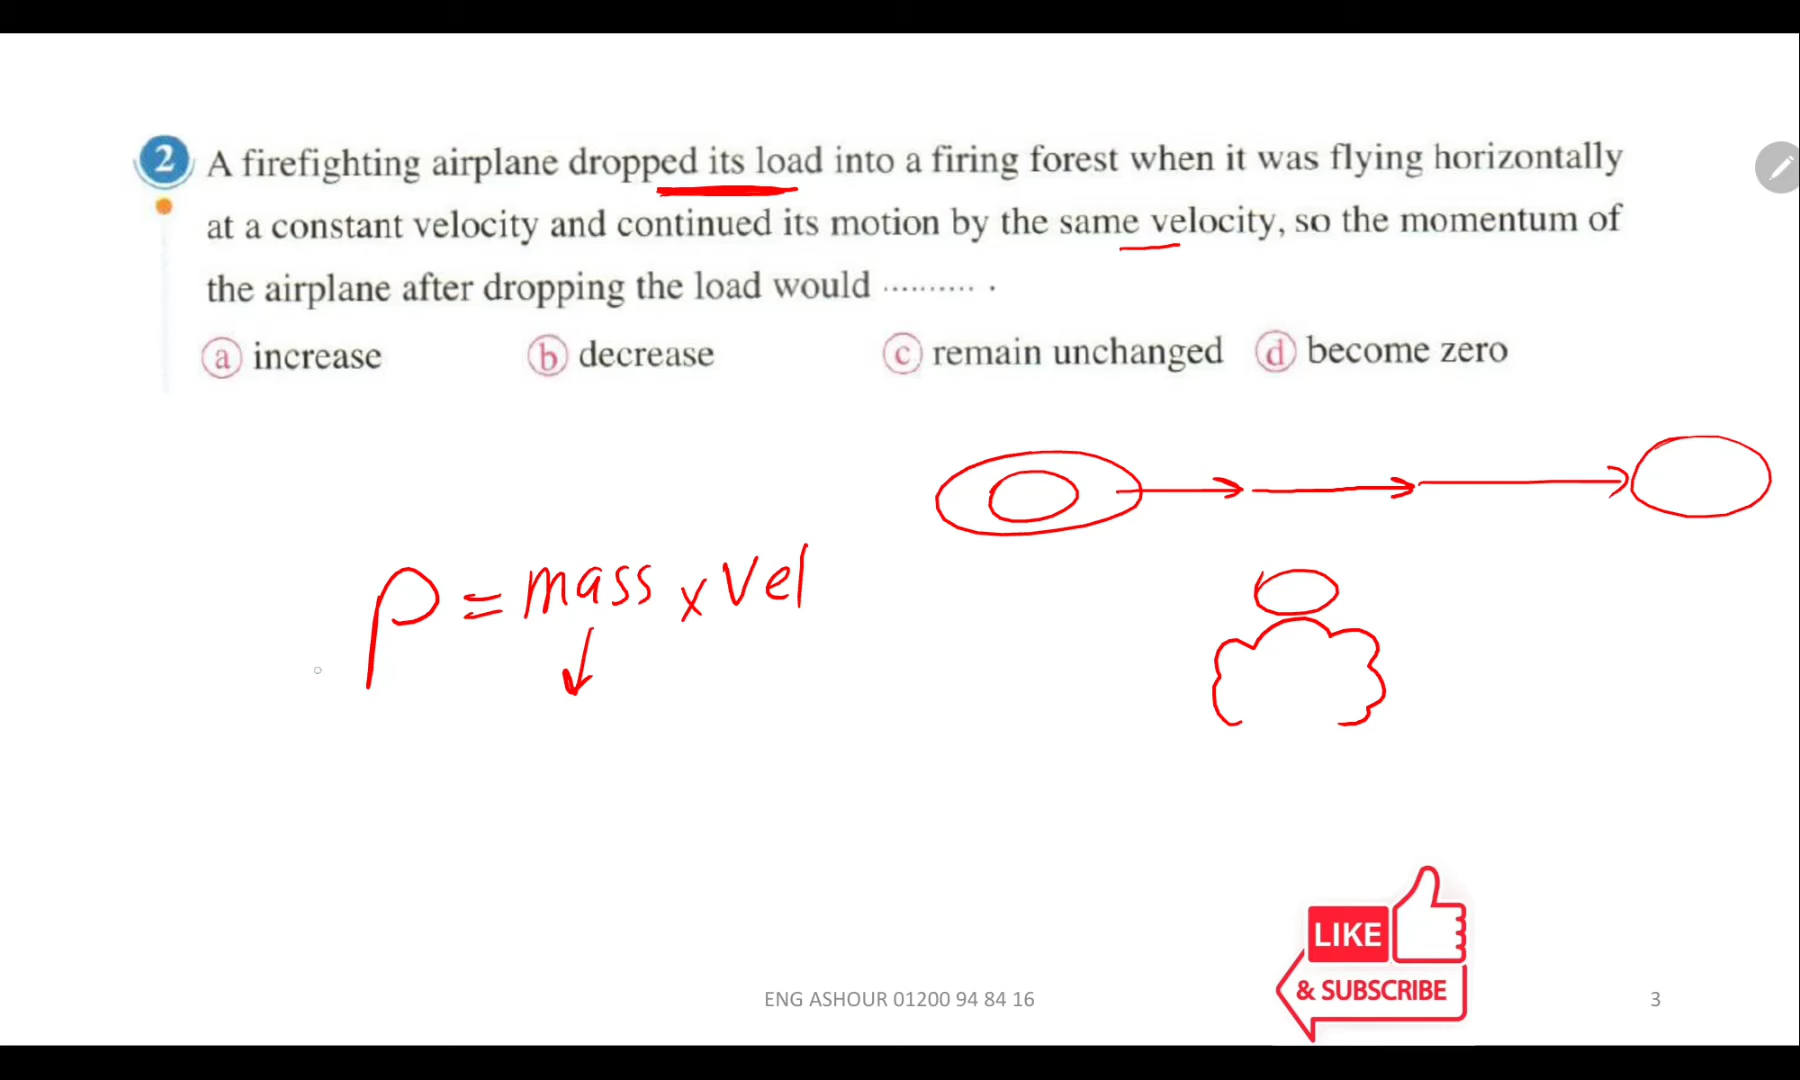 2 A firefighting airplane dropped its load into a firing forest when it was flying horizontally
at a constant velocity and continued its motion by the same velocity, so the momentum of
the airplane after dropping the load would .......... .
a increase b decrease c remain unchanged d become zero
P = mass x vel
LIKE
& SUBSCRIBE
ENG ASHOUR 01200 94 84 16
3